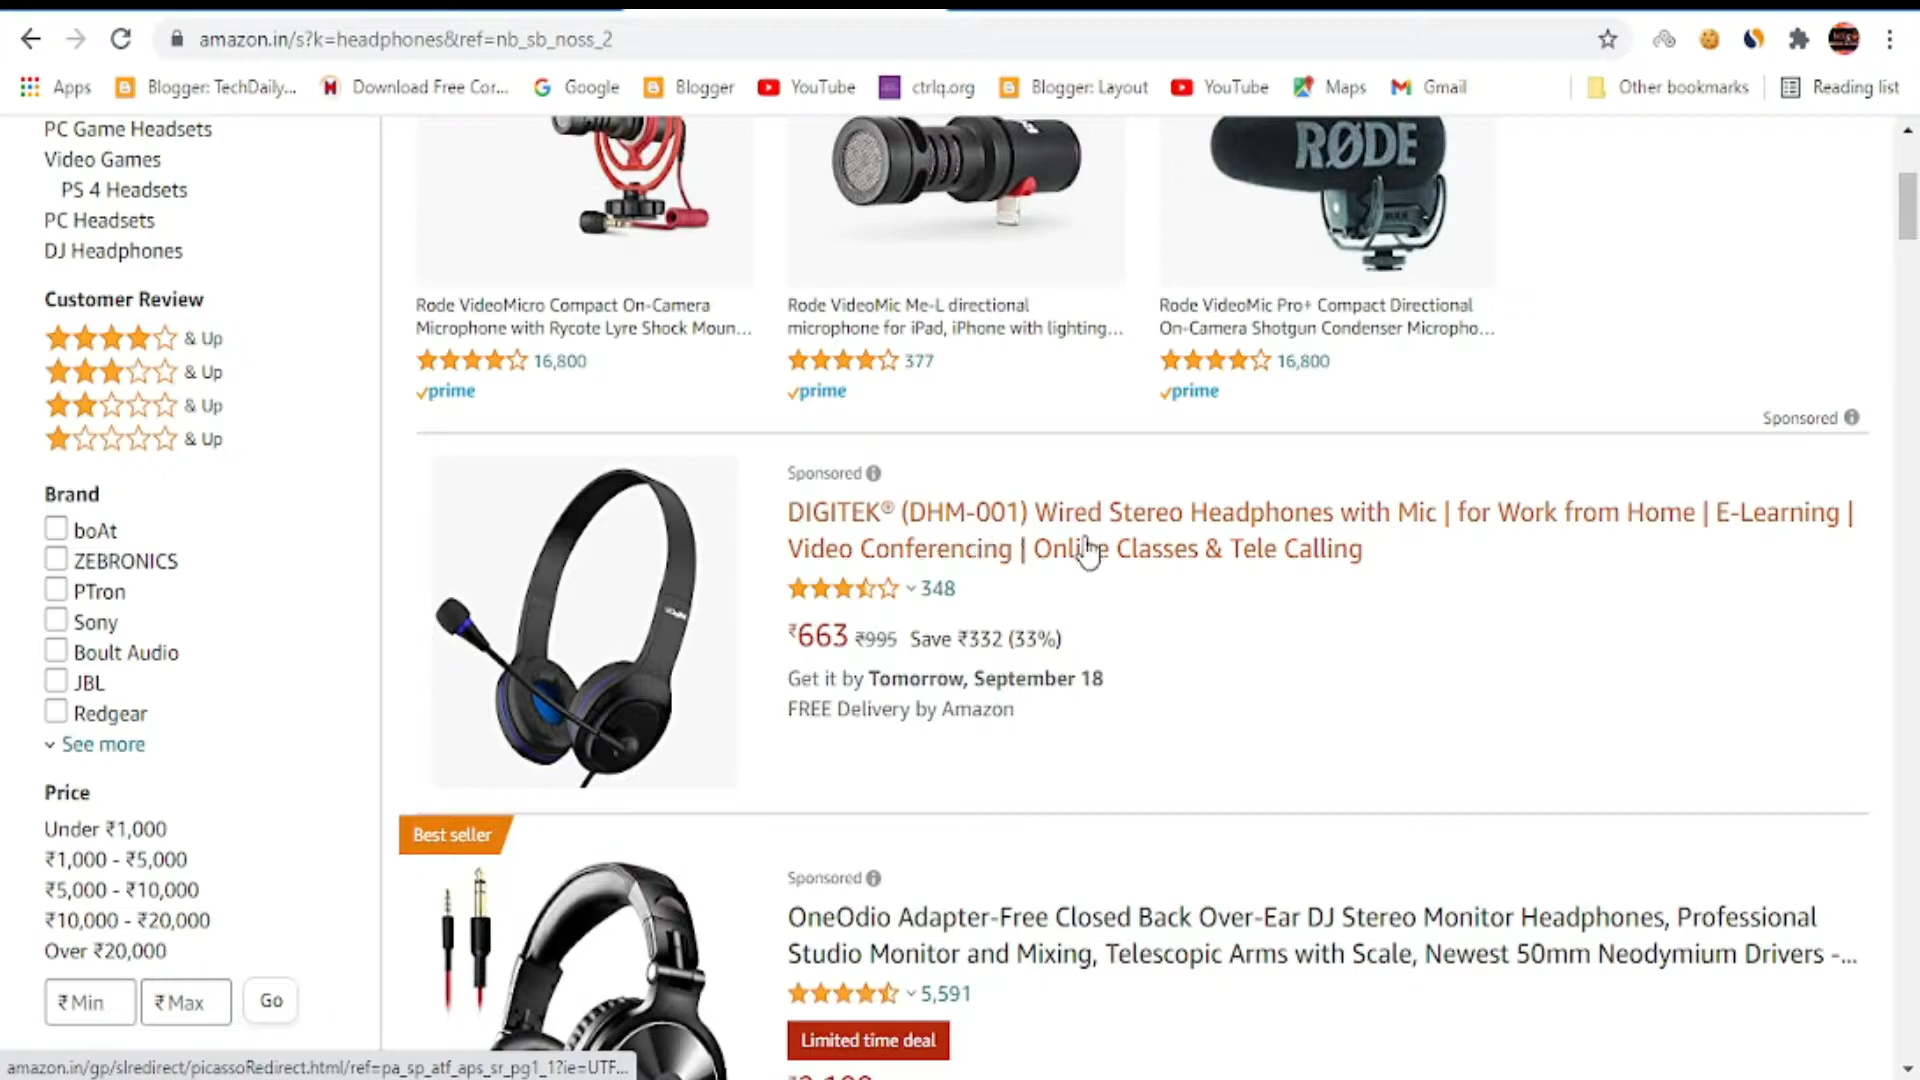 amazon.in/s?k=headphones&ref=nb_sb_noss_2
Apps Blogger: TechDaily... Download Free Cor... Google Blogger YouTube ctrlq.org Blogger: Layout YouTube Maps Gmail Other bookmarks Reading list
PC Game Headsets
Video Games
PS 4 Headsets
PC Headsets
DJ Headphones
Customer Review
& Up
& Up
& Up
& Up
Brand
boAt
ZEBRONICS
PTron
Sony
Boult Audio
JBL
Redgear
See more
Price
Under ₹1,000
₹1,000 - ₹5,000
₹5,000 - ₹10,000
₹10,000 - ₹20,000
Over ₹20,000
₹ Min ₹ Max Go
RØDE
Rode VideoMicro Compact On-Camera
Microphone with Rycote Lyre Shock Moun...
16,800
prime
Rode VideoMic Me-L directional
microphone for iPad, iPhone with lighting...
377
prime
Rode VideoMic Pro+ Compact Directional
On-Camera Shotgun Condenser Micropho...
16,800
prime
Sponsored
Sponsored
DIGITEK® (DHM-001) Wired Stereo Headphones with Mic | for Work from Home | E-Learning |
Video Conferencing | Online Classes & Tele Calling
348
₹663 ₹995 Save ₹332 (33%)
Get it by Tomorrow, September 18
FREE Delivery by Amazon
Best seller
Sponsored
OneOdio Adapter-Free Closed Back Over-Ear DJ Stereo Monitor Headphones, Professional
Studio Monitor and Mixing, Telescopic Arms with Scale, Newest 50mm Neodymium Drivers -...
5,591
Limited time deal
amazon.in/gp/slredirect/picassoRedirect.html/ref=pa_sp_atf_aps_sr_pg1_1?ie=UTF...